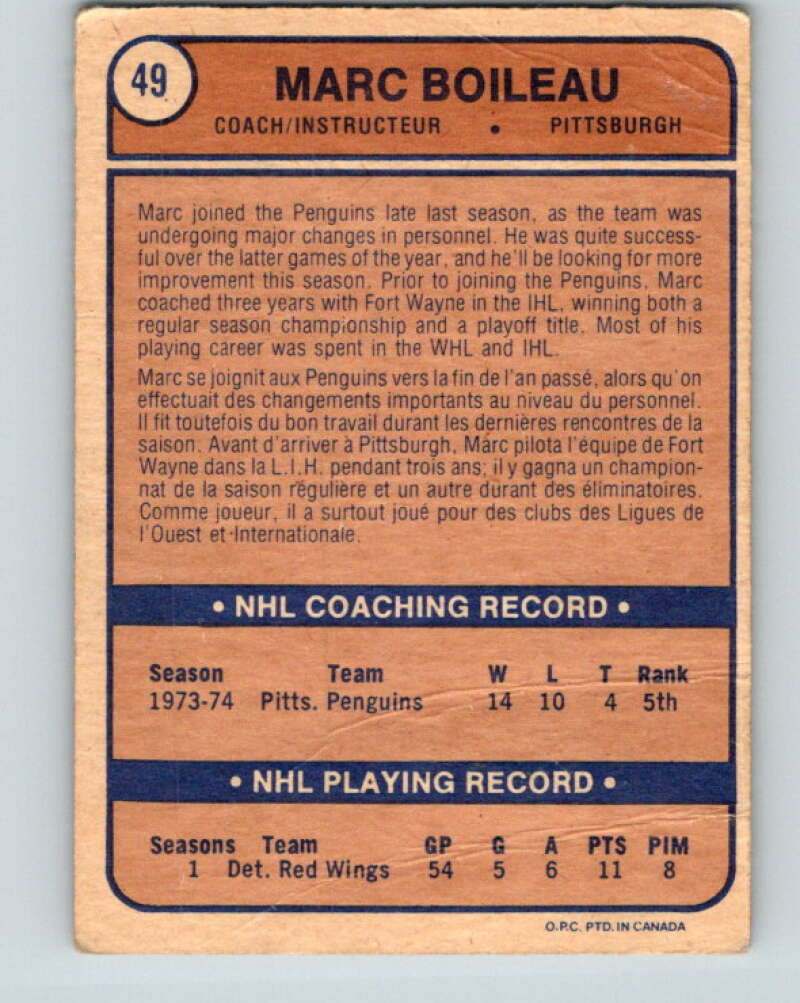 49
MARC BOILEAU
COACH/INSTRUCTEUR • PITTSBURGH
Marc joined the Penguins late last season, as the team was
undergoing major changes in personnel. He was quite success-
ful over the latter games of the year, and he'll be looking for more
improvement this season. Prior to joining the Penguins, Marc
coached three years with Fort Wayne in the IHL, winning both a
regular season championship and a playoff title. Most of his
playing career was spent in the WHL and IHL.
Marc se joignit aux Penguins vers la fin de l'an passé, alors qu'on
effectuait des changements importants au niveau du personnel.
Il fit toutefois du bon travail durant les dernières rencontres de la
saison. Avant d'arriver à Pittsburgh, Marc pilota l'équipe de Fort
Wayne dans la L.I.H. pendant trois ans; il y gagna un champion-
nat de la saison régulière et un autre durant des éliminatoires.
Comme joueur, il a surtout joué pour des clubs des Ligues de
l'Ouest et Internationale.
• NHL COACHING RECORD •
Season Team W L T Rank
1973-74 Pitts. Penguins 14 10 4 5th
• NHL PLAYING RECORD •
Seasons Team GP G A PTS PIM
1 Det. Red Wings 54 5 6 11 8
O.P.C. PTD. IN CANADA